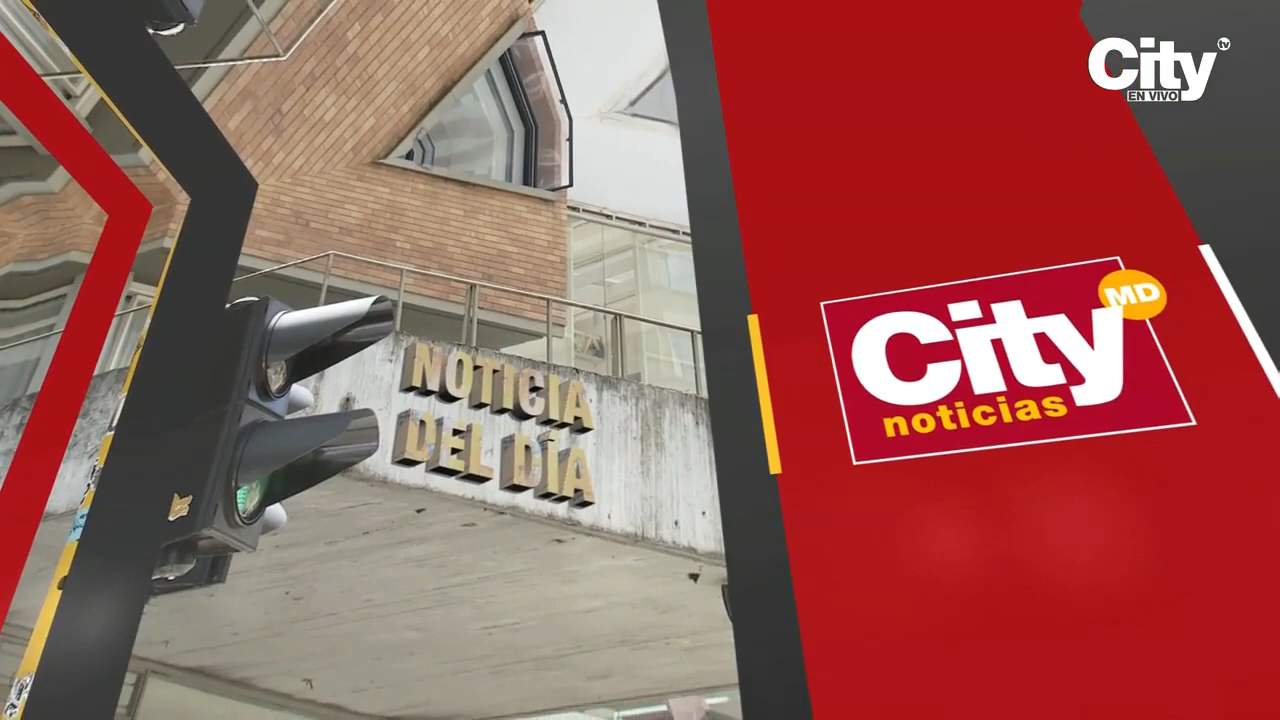 City tv
EN VIVO
NOTICIA
DEL DÍA
City MD
noticias